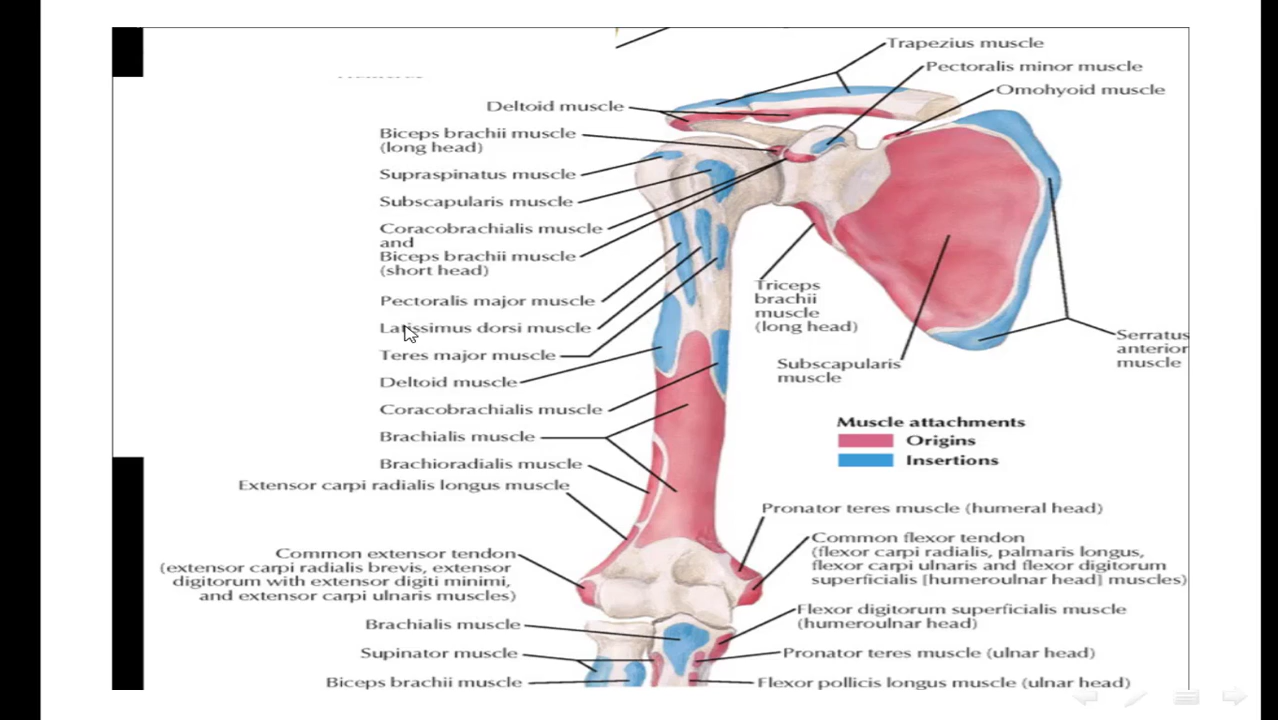 Trapezius muscle
Pectoralis minor muscle
Omohyoid muscle
Deltoid muscle
Biceps brachii muscle
(long head)
Supraspinatus muscle
Subscapularis muscle
Coracobrachialis muscle
and
Biceps brachii muscle
(short head)
Pectoralis major muscle
Latissimus dorsi muscle
Teres major muscle
Deltoid muscle
Coracobrachialis muscle
Brachialis muscle
Brachioradialis muscle
Extensor carpi radialis longus muscle
Common extensor tendon
(extensor carpi radialis brevis, extensor
digitorum with extensor digiti minimi,
and extensor carpi ulnaris muscles)
Brachialis muscle
Supinator muscle
Biceps brachii muscle
Triceps
brachii
muscle
(long head)
Subscapularis
muscle
Serratus
anterior
muscle
Muscle attachments
Origins
Insertions
Pronator teres muscle (humeral head)
Common flexor tendon
(flexor carpi radialis, palmaris longus,
flexor carpi ulnaris and flexor digitorum
superficialis [humeroulnar head] muscles)
Flexor digitorum superficialis muscle
(humeroulnar head)
Pronator teres muscle (ulnar head)
Flexor pollicis longus muscle (ulnar head)